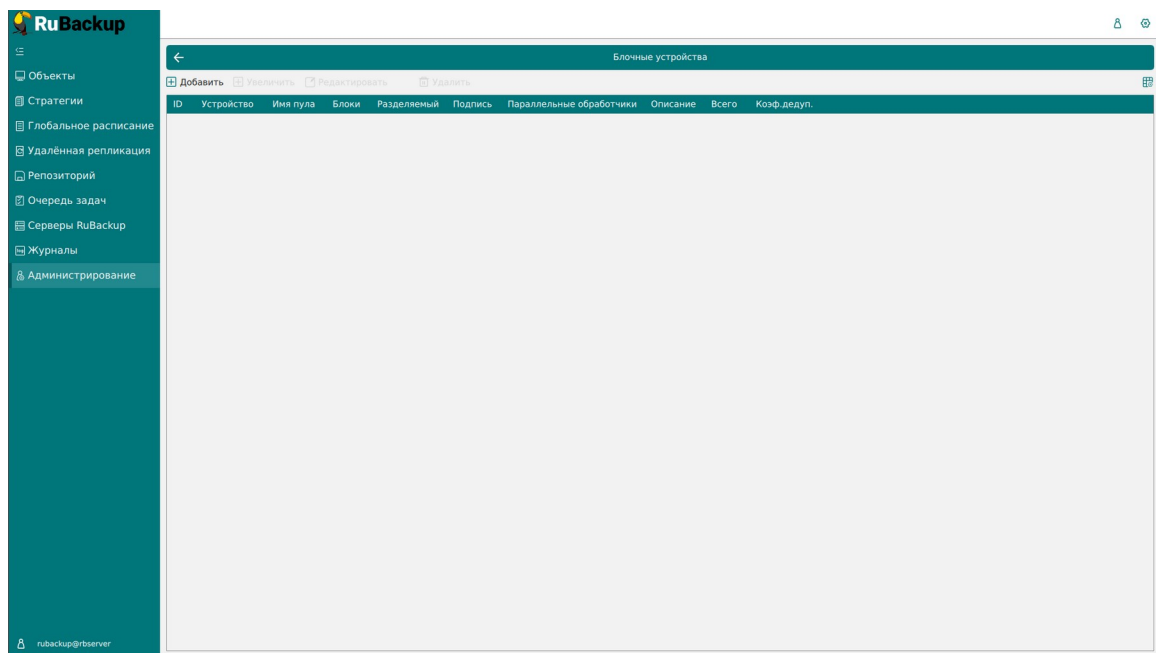 RuBackup
Блочные устройства
Добавить Увеличить Редактировать Удалить
ID Устройство Имя пула Блоки Разделяемый Подпись Параллельные обработчики Описание Всего Коэф.дедуп.
Объекты
Стратегии
Глобальное расписание
Удалённая репликация
Репозиторий
Очередь задач
Серверы RuBackup
Журналы
Администрирование
rubackup@rbserver